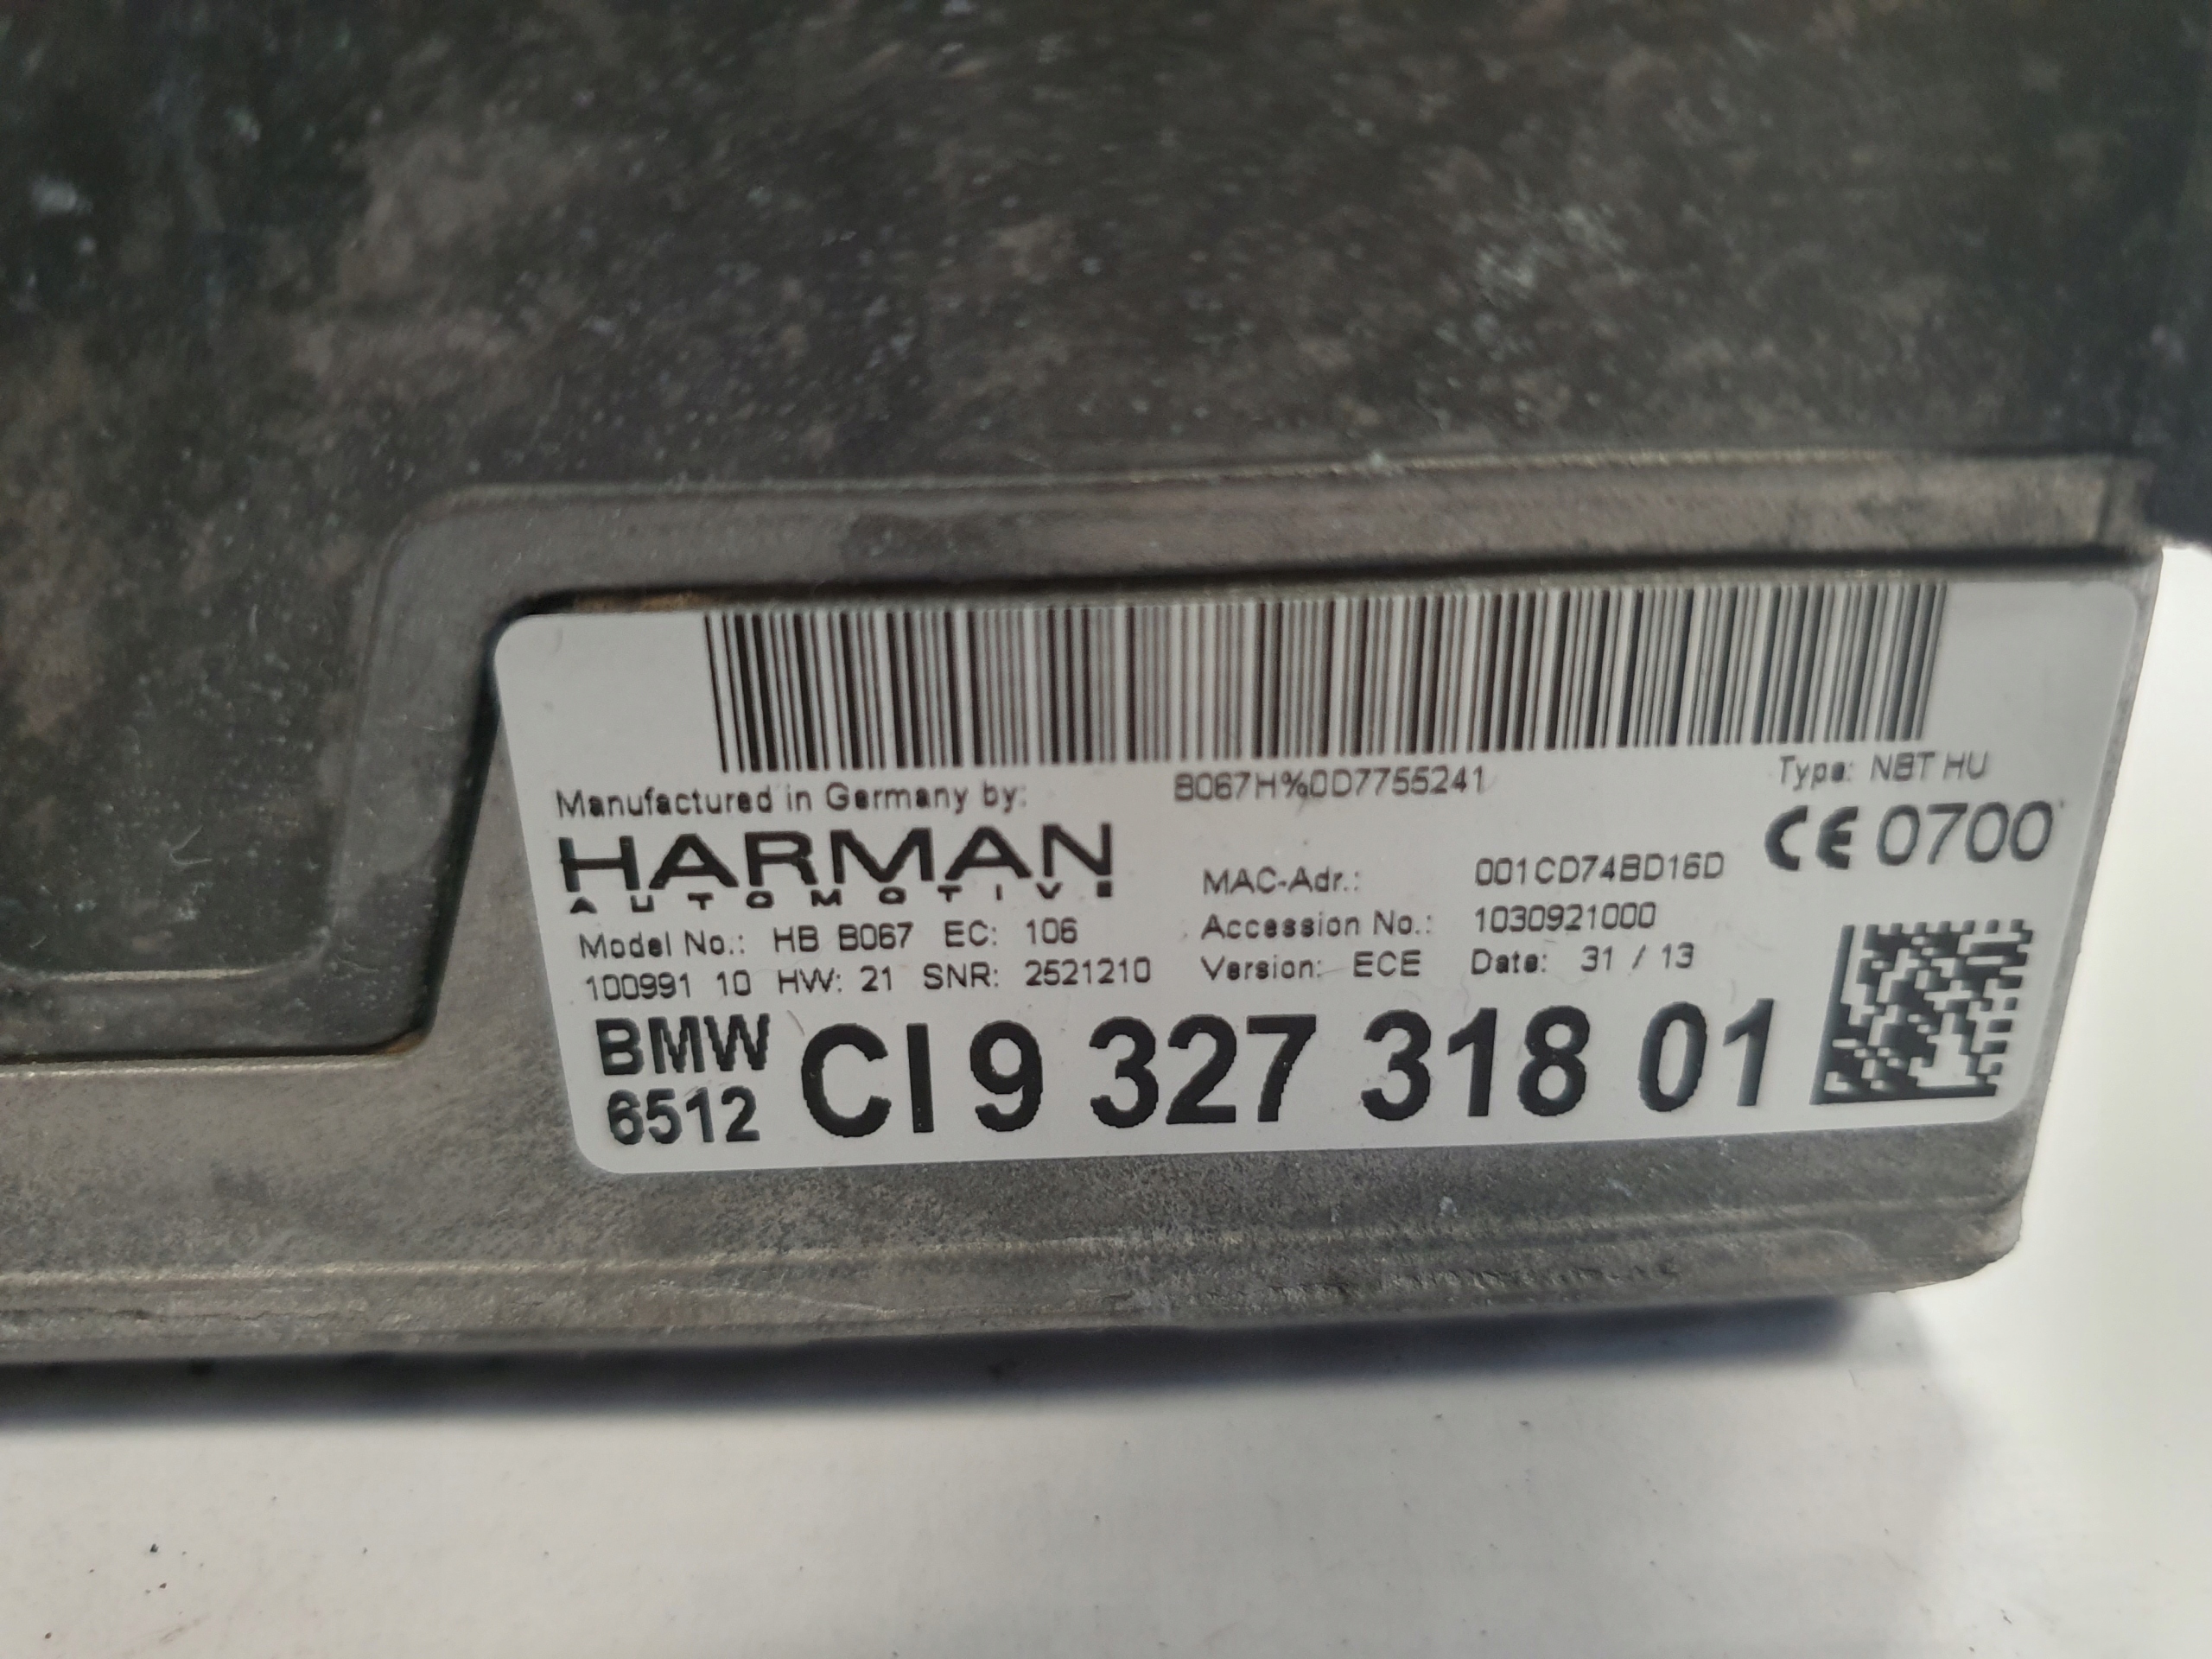 B067H%0D7755241
Type: NBT HU
Manufactured in Germany by:
HARMAN
AUTOMOTIVE
CE 0700
MAC-Adr.: 001CD74BD16D
Accession No.: 1030921000
Model No.: HB B067 EC: 106
Version: ECE Date: 31 / 13
100991 10 HW: 21 SNR: 2521210
BMW
6512
CI 9 327 318 01